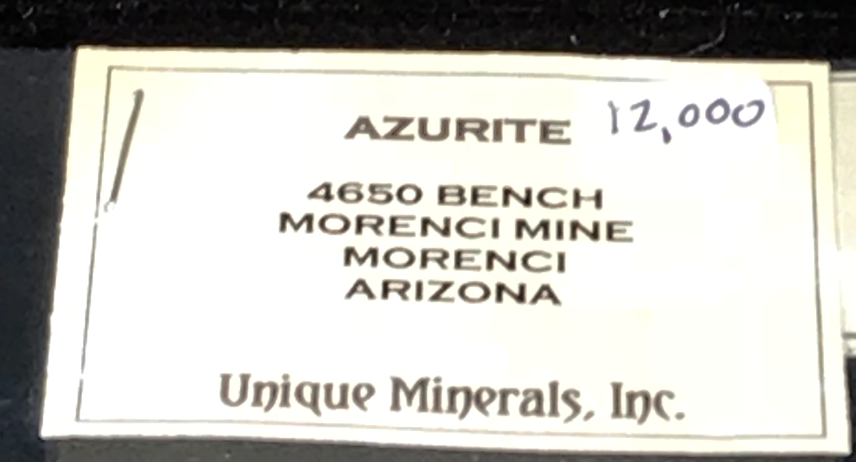 AZURITE 12,000
4650 BENCH
MORENCI MINE
MORENCI
ARIZONA
Unique Minerals, Inc.